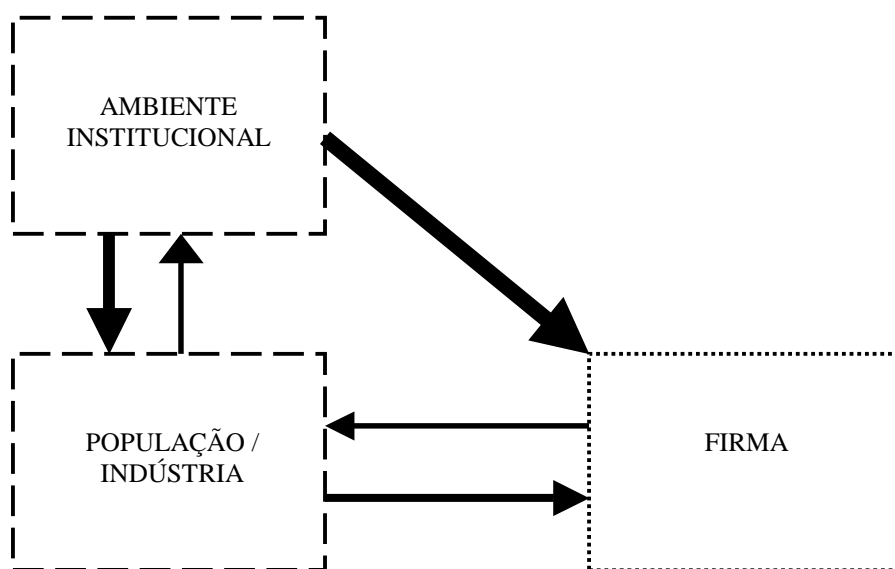 AMBIENTE
INSTITUCIONAL
POPULAÇÃO /
INDÚSTRIA
FIRMA